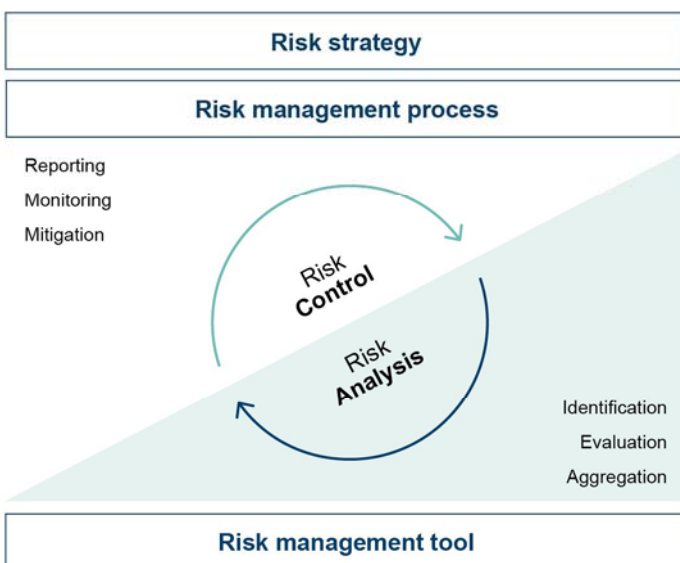 Risk strategy
Risk management process
Reporting
Monitoring
Mitigation
Risk
Control
Risk
Analysis
Identification
Evaluation
Aggregation
Risk management tool